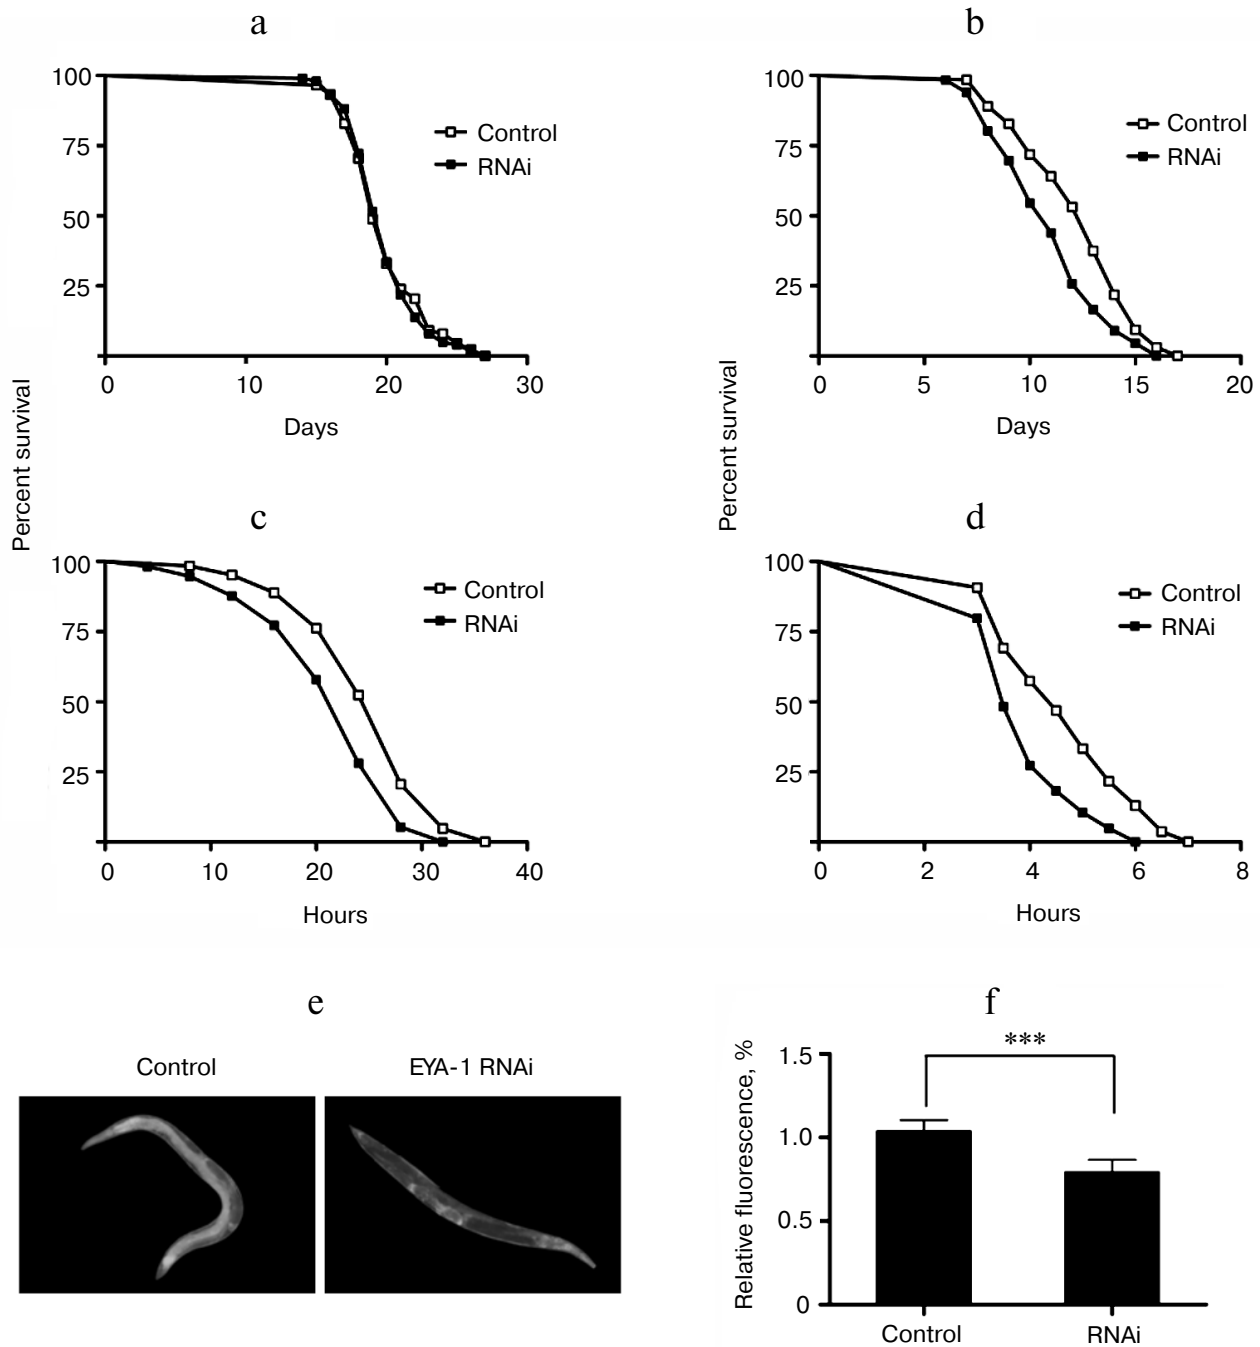 a
100
75
50
25
0
10
20
30
Days
Control
RNAi
b
100
75
50
25
0
5
10
15
20
Days
Control
RNAi
Percent survival
Percent survival
c
100
75
50
25
0
10
20
30
40
Hours
Control
RNAi
d
100
75
50
25
0
2
4
6
8
Hours
Control
RNAi
e
Control
EYA-1 RNAi
f
Relative fluorescence, %
1.5
1.0
0.5
0
***
Control
RNAi